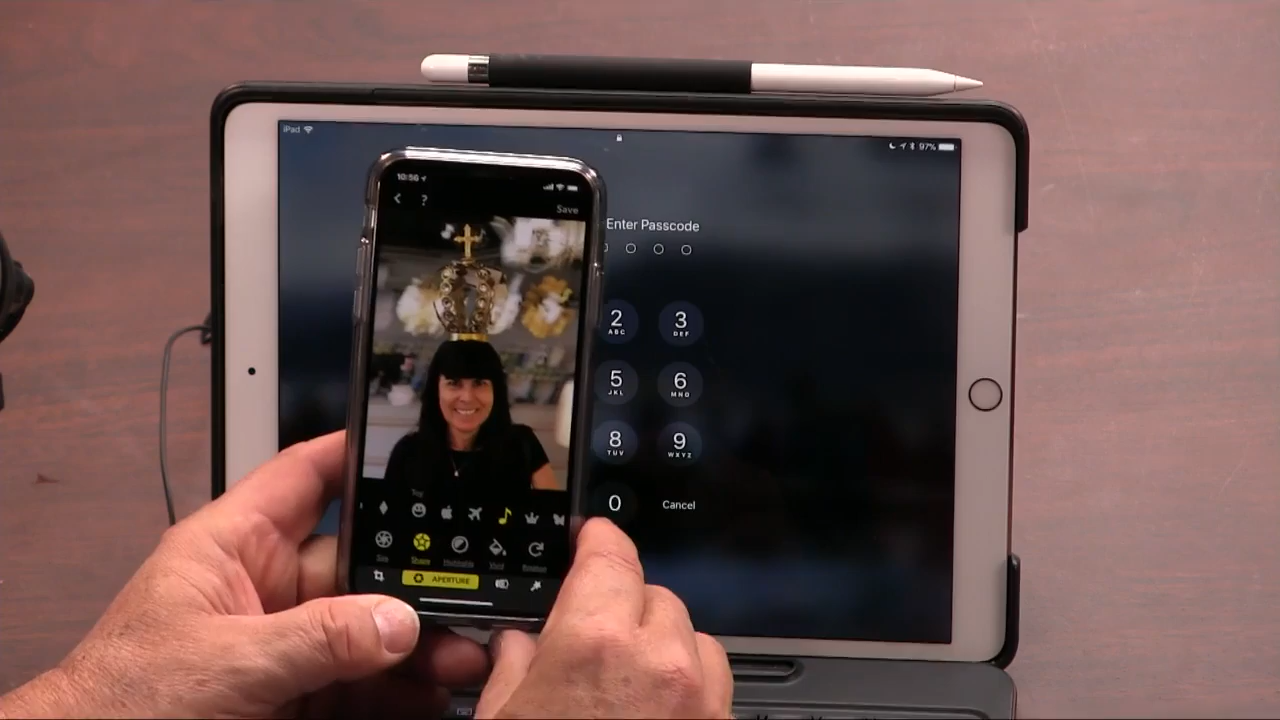 iPad
97%
10:56
?
Save
Enter Passcode
2
ABC
3
DEF
5
JKL
6
MNO
8
TUV
9
WXYZ
0
Cancel
Shape
APERTURE